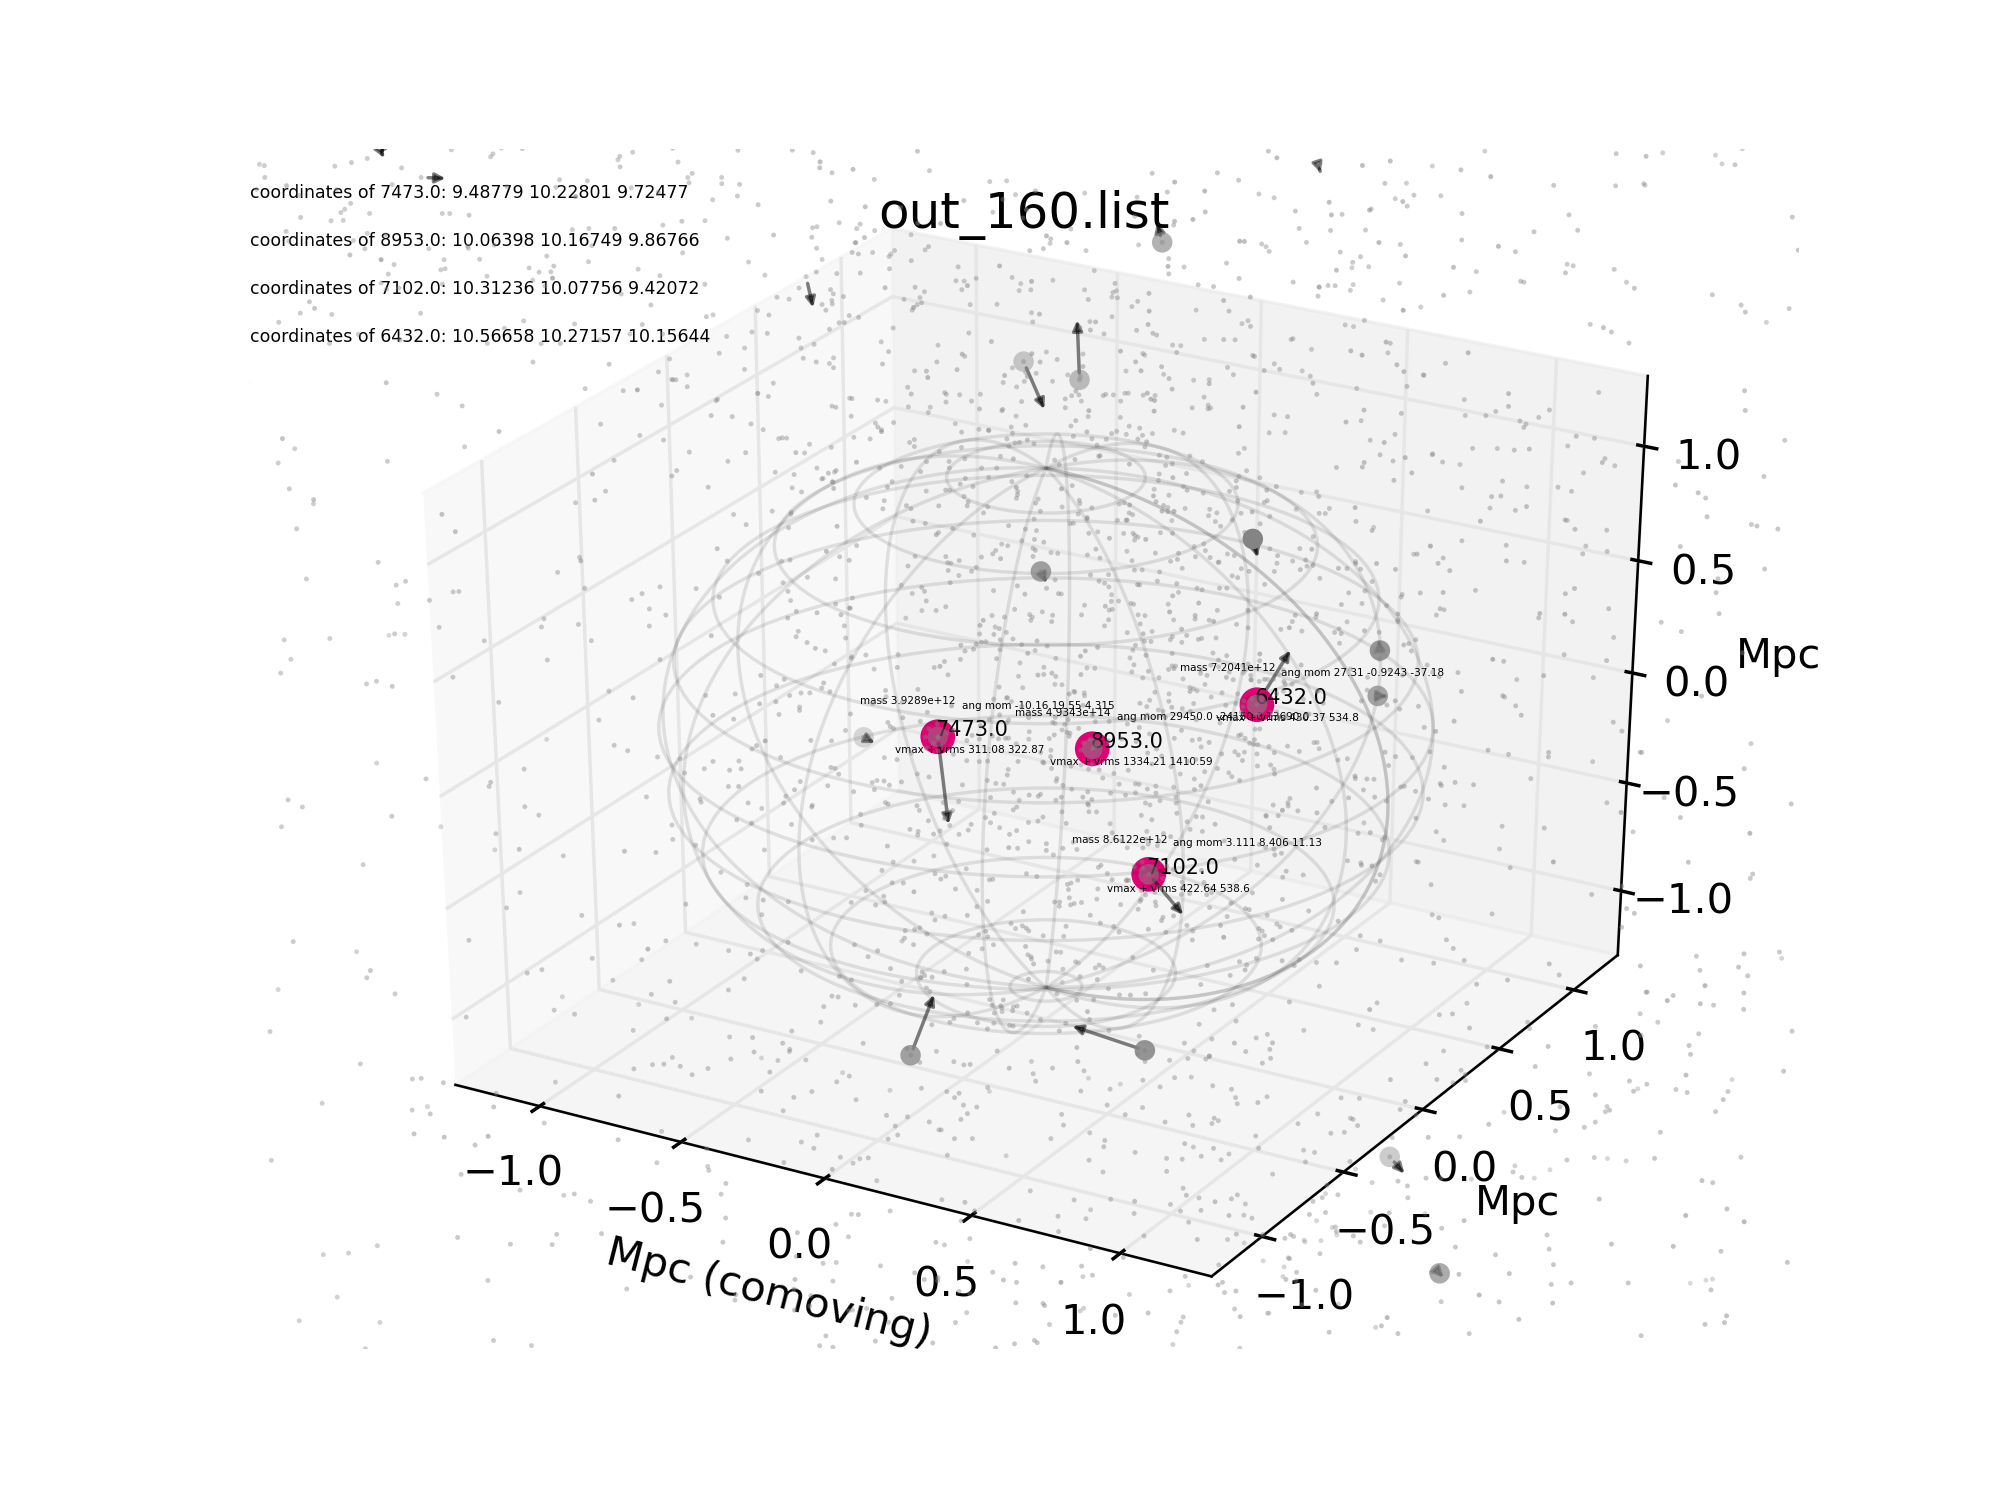 coordinates of 7473.0: 9.48779 10.22801 9.72477
out_160.list
coordinates of 8953.0: 10.06398 10.16749 9.86766
coordinates of 7102.0: 10.31236 10.07756 9.42072
coordinates of 6432.0: 10.56658 10.27157 10.15644
1.0
0.5
0.0
−0.5
−1.0
Mpc
mass 7.2041e+12
ang mom 27.31 -0.9243 -37.18
6432.0
vmax + vrms 430.37 534.8
mass 3.9289e+12
ang mom -10.16 19.55 4.315
7473.0
vmax + vrms 311.08 322.87
mass 4.9343e+14
ang mom 29450.0
8953.0
vmax + vrms 1334.21 1410.59
mass 8.6122e+12
ang mom 3.111 8.406 11.13
7102.0
vmax + vrms 422.64 538.6
1.0
0.5
0.0
−0.5
−1.0
Mpc
−1.0
−0.5
0.0
0.5
1.0
Mpc (comoving)